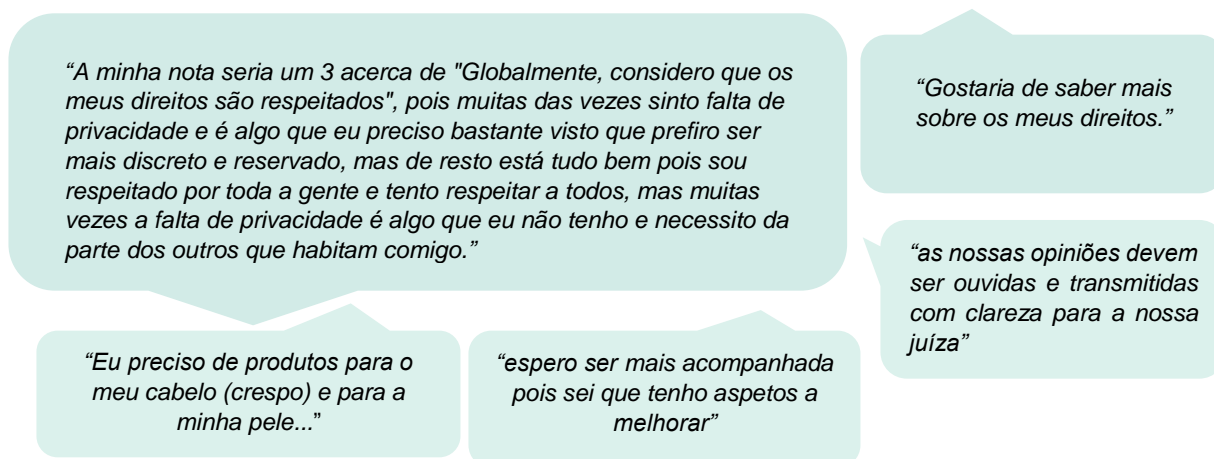 “A minha nota seria um 3 acerca de "Globalmente, considero que os
meus direitos são respeitados", pois muitas das vezes sinto falta de
privacidade e é algo que eu preciso bastante visto que prefiro ser
mais discreto e reservado, mas de resto está tudo bem pois sou
respeitado por toda a gente e tento respeitar a todos, mas muitas
vezes a falta de privacidade é algo que eu não tenho e necessito da
parte dos outros que habitam comigo.”
“Gostaria de saber mais
sobre os meus direitos.”
“as nossas opiniões devem
ser ouvidas e transmitidas
com clareza para a nossa
juíza”
“Eu preciso de produtos para o
meu cabelo (crespo) e para a
minha pele...”
“espero ser mais acompanhada
pois sei que tenho aspetos a
melhorar”